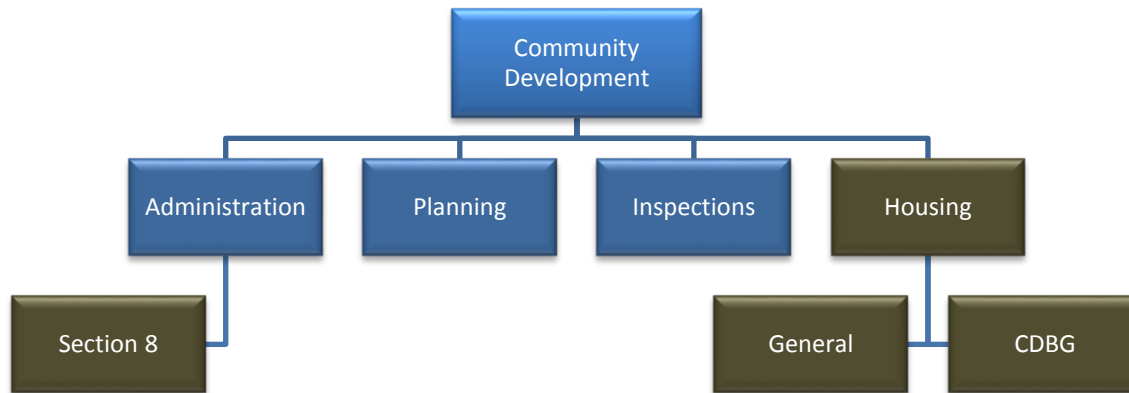 Community
Development
Administration
Planning
Inspections
Housing
Section 8
General
CDBG